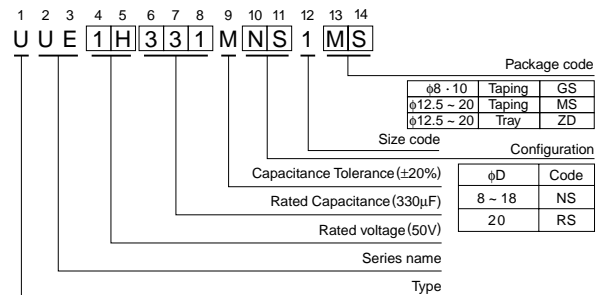 1 2 3 4 5 6 7 8 9 10 11 12 13 14
U U E 1 H 3 3 1 M N S 1 M S
Package code
ϕ8 · 10 Taping GS
ϕ12.5 ~ 20 Taping MS
ϕ12.5 ~ 20 Tray ZD
Size code
Configuration
ϕD Code
8 ~ 18 NS
20 RS
Capacitance Tolerance (±20%)
Rated Capacitance (330μF)
Rated voltage (50V)
Series name
Type